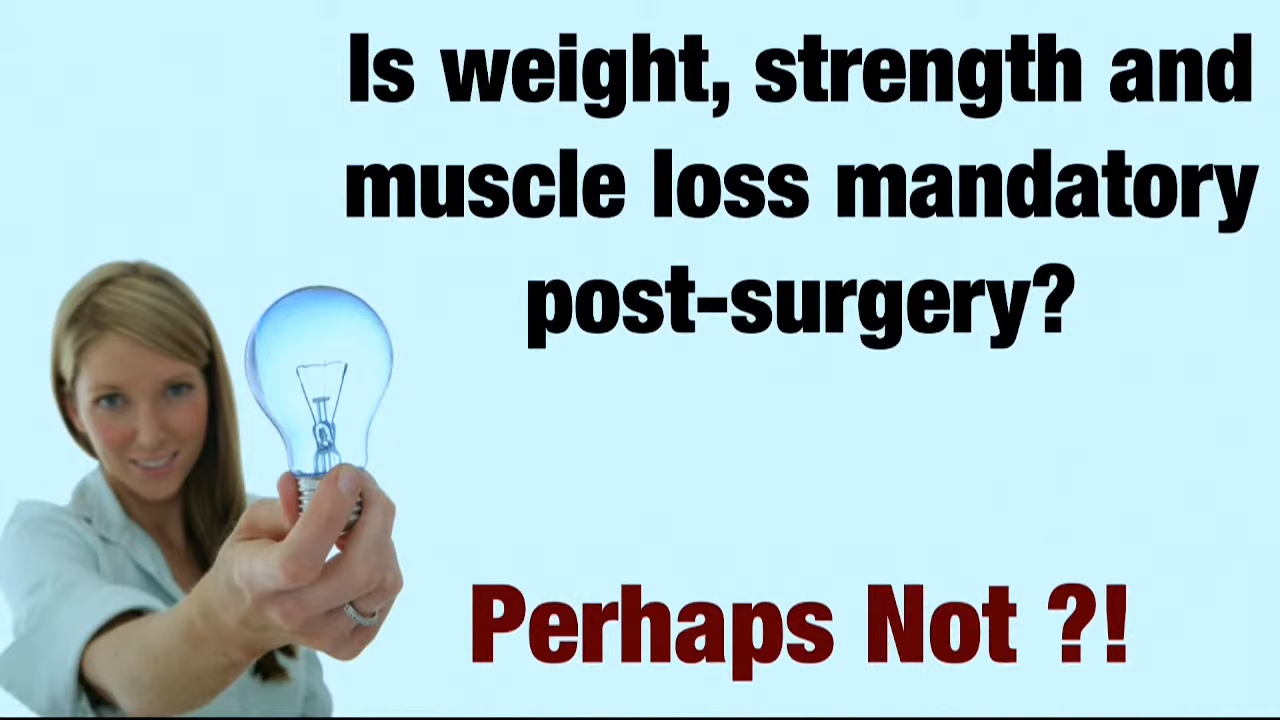 Is weight, strength and
muscle loss mandatory
post-surgery?
Perhaps Not ?!